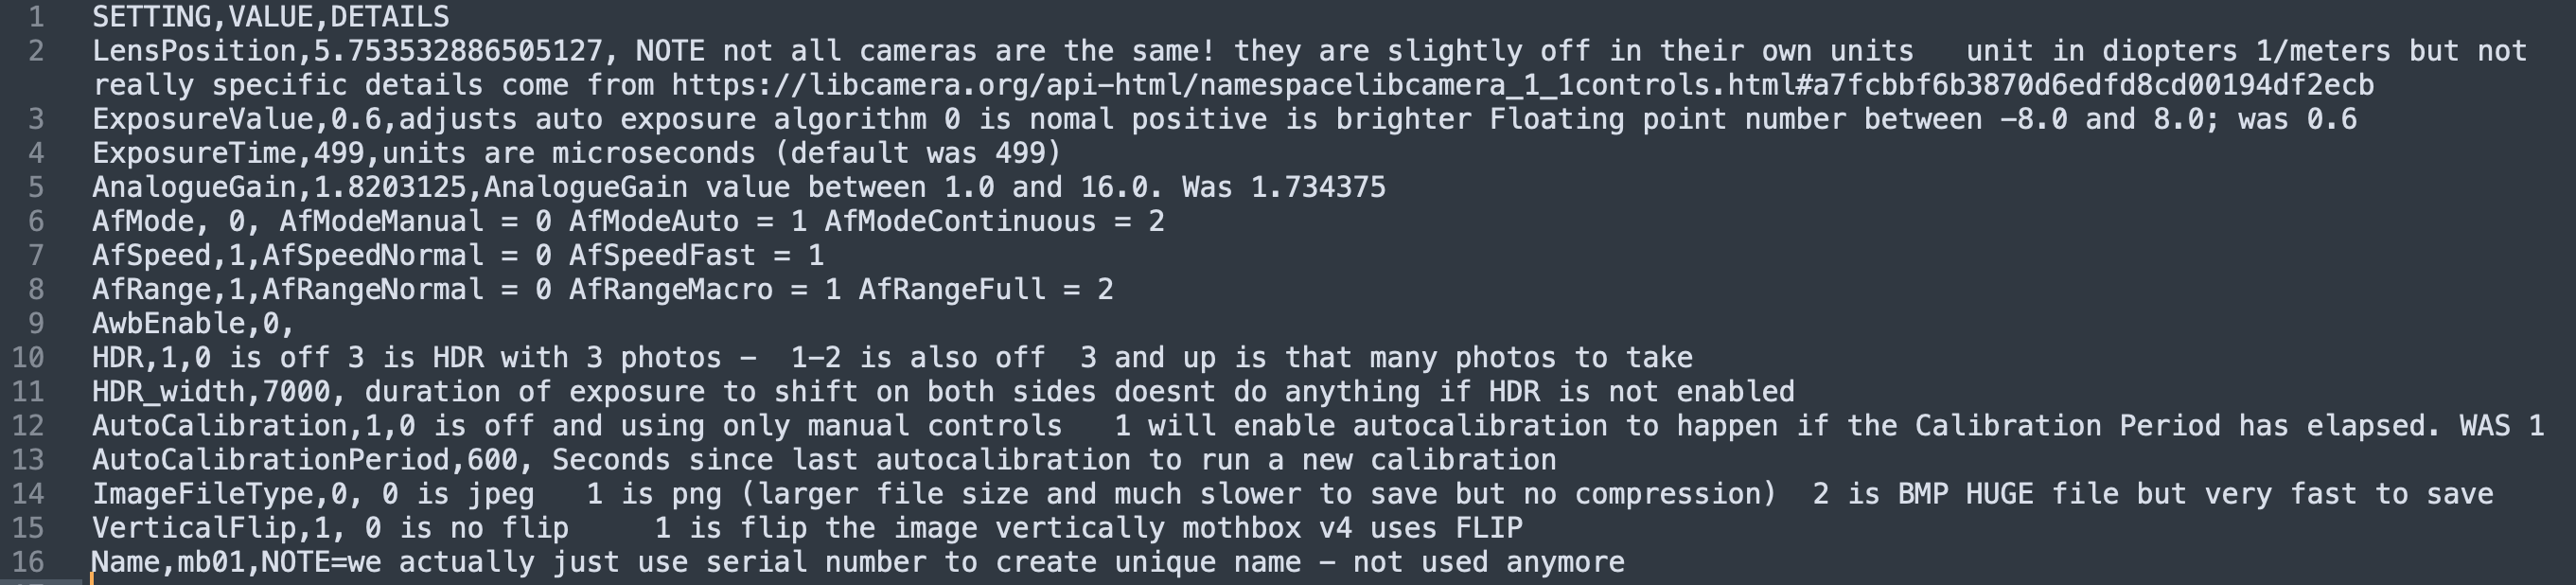 1 SETTING,VALUE,DETAILS
2 LensPosition,5.753532886505127, NOTE not all cameras are the same! they are slightly off in their own units   unit in diopters 1/meters but not
really specific details come from https://libcamera.org/api-html/namespacelibcamera_1_1controls.html#a7fcbbf6b3870d6edfd8cd00194df2ecb
3 ExposureValue,0.6,adjusts auto exposure algorithm 0 is nomal positive is brighter Floating point number between -8.0 and 8.0; was 0.6
4 ExposureTime,499,units are microseconds (default was 499)
5 AnalogueGain,1.8203125,AnalogueGain value between 1.0 and 16.0. Was 1.734375
6 AfMode, 0, AfModeManual = 0 AfModeAuto = 1 AfModeContinuous = 2
7 AfSpeed,1,AfSpeedNormal = 0 AfSpeedFast = 1
8 AfRange,1,AfRangeNormal = 0 AfRangeMacro = 1 AfRangeFull = 2
9 AwbEnable,0,
10 HDR,1,0 is off 3 is HDR with 3 photos -  1-2 is also off  3 and up is that many photos to take
11 HDR_width,7000, duration of exposure to shift on both sides doesnt do anything if HDR is not enabled
12 AutoCalibration,1,0 is off and using only manual controls   1 will enable autocalibration to happen if the Calibration Period has elapsed. WAS 1
13 AutoCalibrationPeriod,600, Seconds since last autocalibration to run a new calibration
14 ImageFileType,0, 0 is jpeg   1 is png (larger file size and much slower to save but no compression)  2 is BMP HUGE file but very fast to save
15 VerticalFlip,1, 0 is no flip     1 is flip the image vertically mothbox v4 uses FLIP
16 Name,mb01,NOTE=we actually just use serial number to create unique name - not used anymore